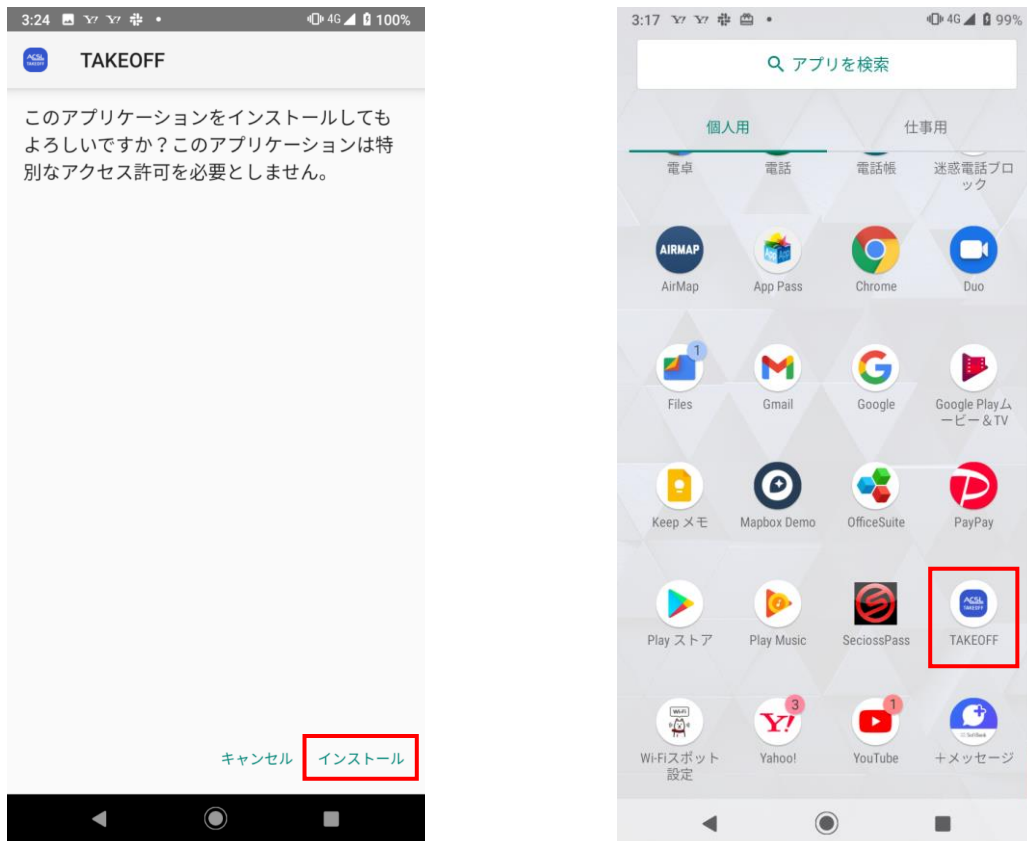 3:24
4G
100%
ACSL
TAKEOFF
TAKEOFF
このアプリケーションをインストールしても
よろしいですか？このアプリケーションは特
別なアクセス許可を必要としません。
キャンセル
インストール
3:17
4G
99%
アプリを検索
個人用
仕事用
電卓
電話
電話帳
迷惑電話ブロ
ック
AIRMAP
AirMap
App Pass
Chrome
Duo
1
Files
Gmail
Google
Google Playム
ービー＆TV
Keep メモ
Mapbox Demo
OfficeSuite
PayPay
Play ストア
Play Music
SeciossPass
ACSL
TAKEOFF
TAKEOFF
Wi-Fi
Wi-Fiスポット
設定
3
Y!
Yahoo!
1
YouTube
SoftBank
＋メッセージ